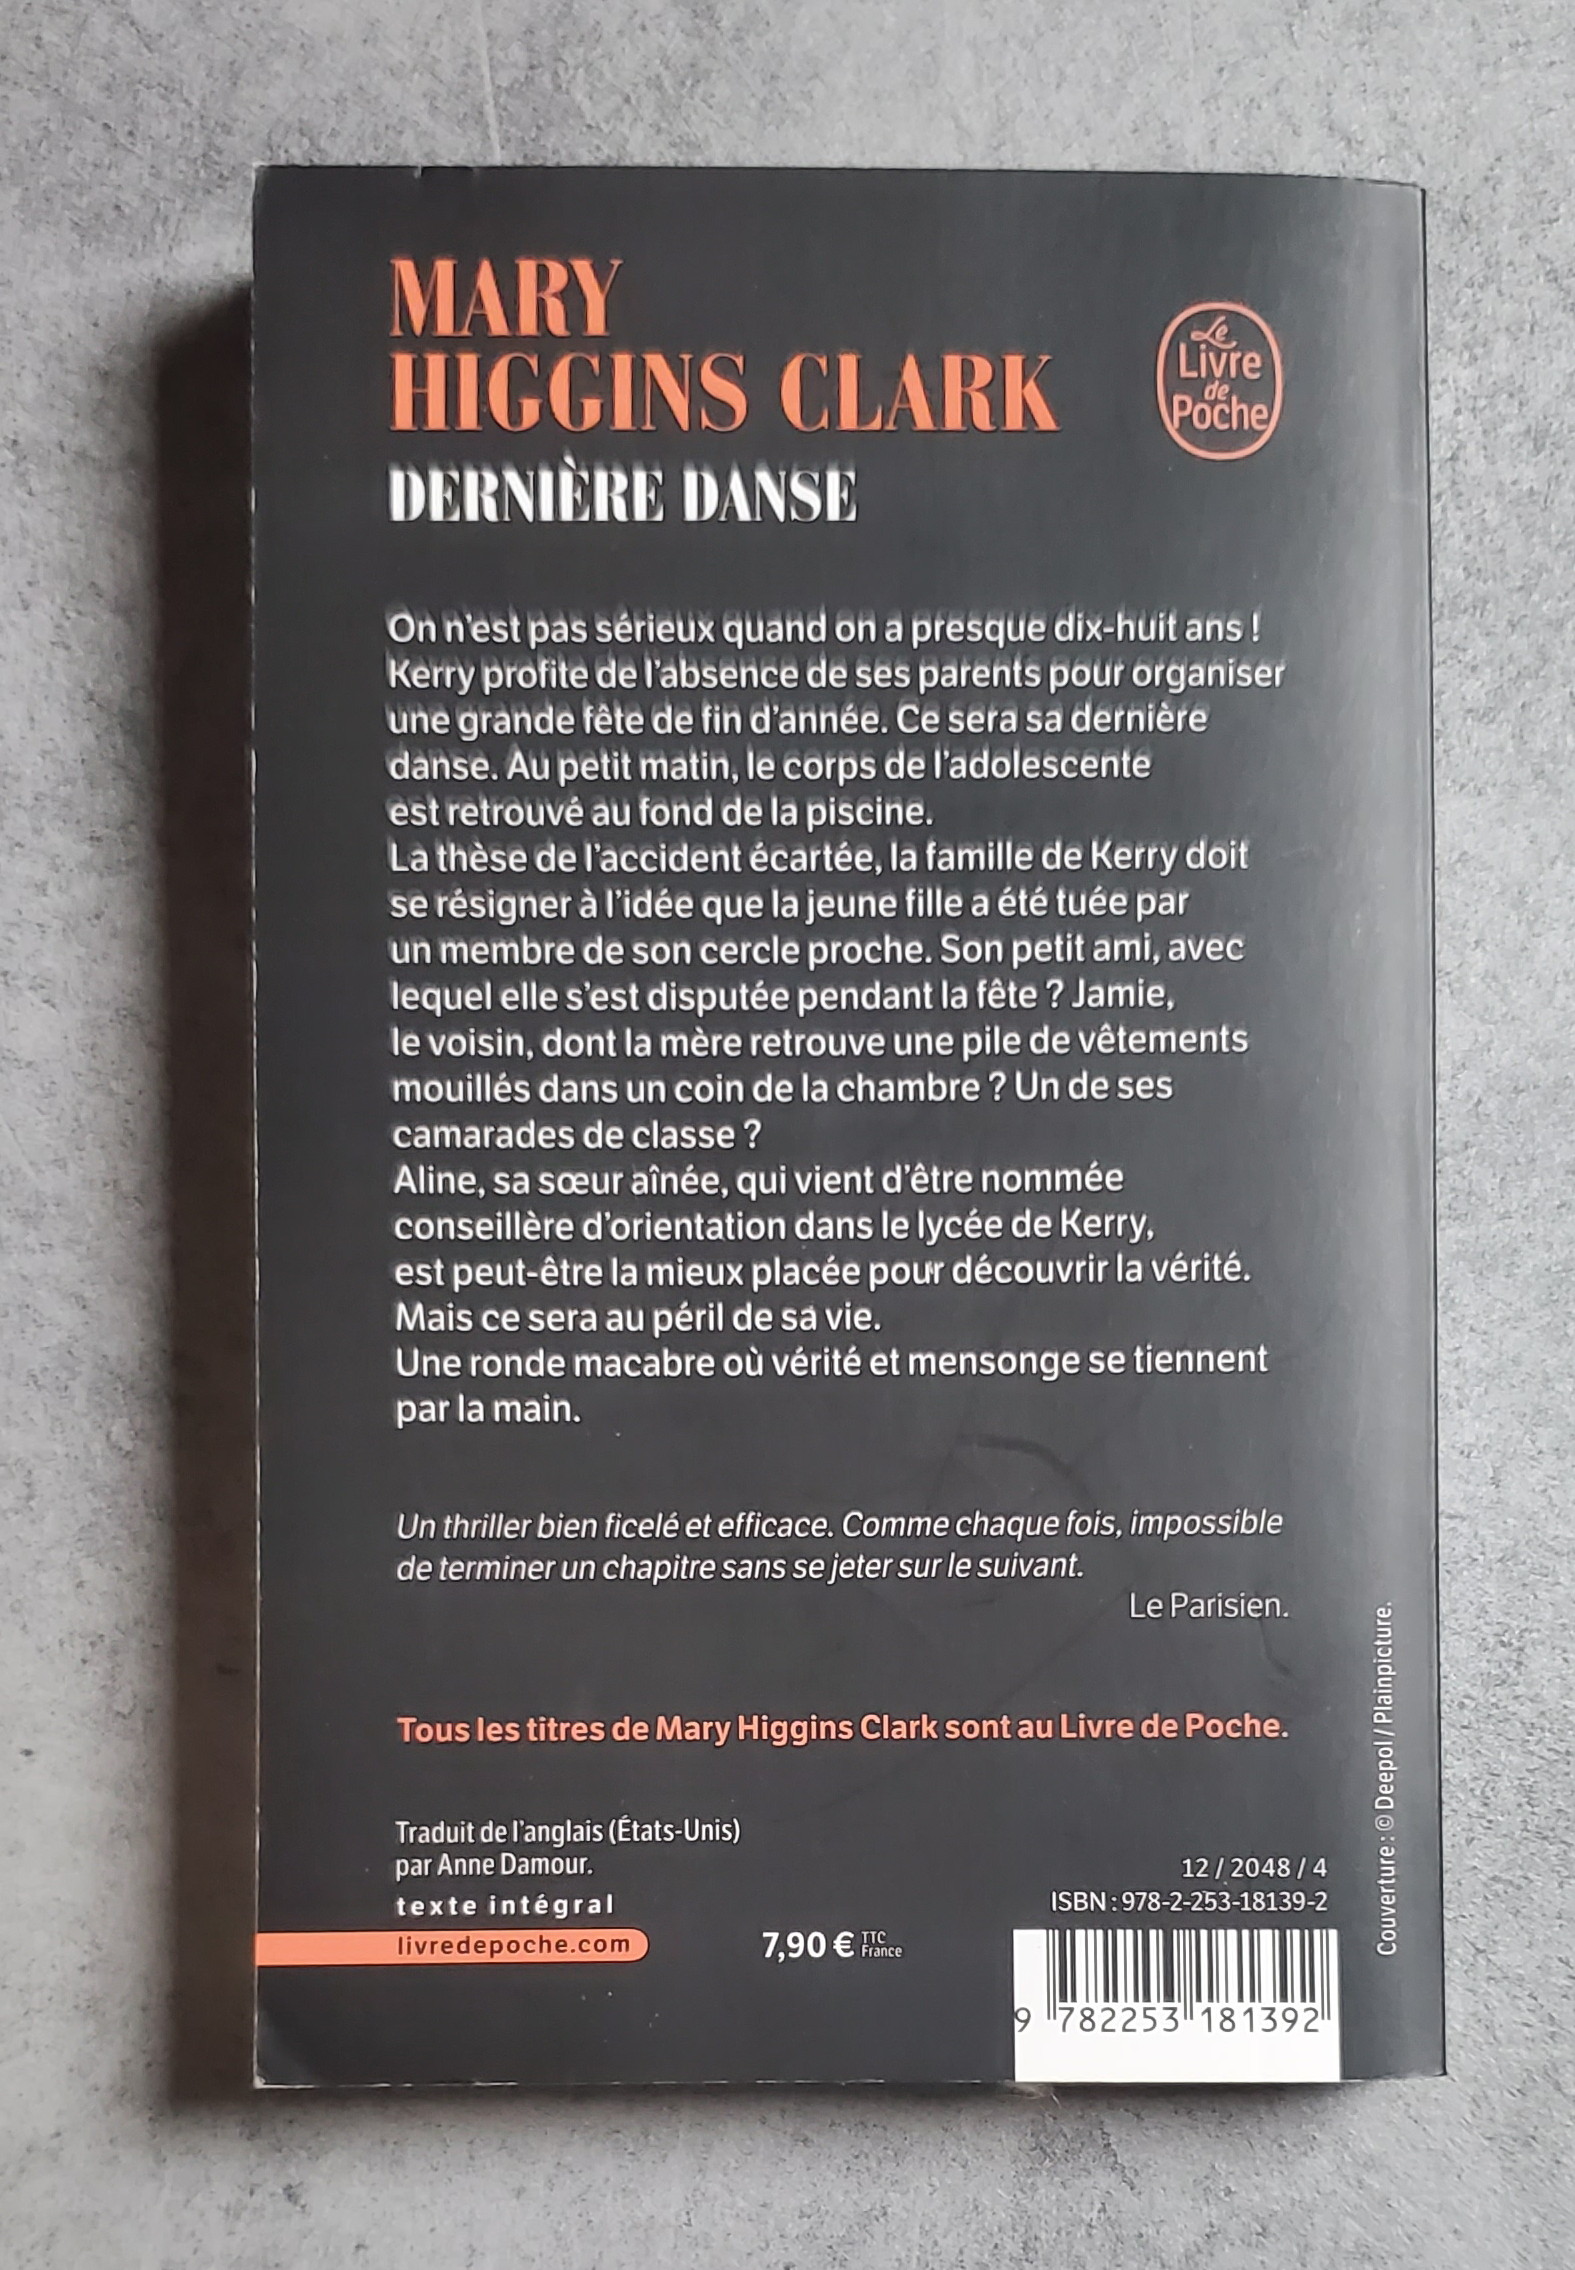 MARY
HIGGINS CLARK
Le
Livre
de
Poche
DERNIÈRE DANSE
On n'est pas sérieux quand on a presque dix-huit ans !
Kerry profite de l'absence de ses parents pour organiser
une grande fête de fin d'année. Ce sera sa dernière
danse. Au petit matin, le corps de l'adolescente
est retrouvé au fond de la piscine.
La thèse de l'accident écartée, la famille de Kerry doit
se résigner à l'idée que la jeune fille a été tuée par
un membre de son cercle proche. Son petit ami, avec
lequel elle s'est disputée pendant la fête ? Jamie,
le voisin, dont la mère retrouve une pile de vêtements
mouillés dans un coin de la chambre ? Un de ses
camarades de classe ?
Aline, sa sœur aînée, qui vient d'être nommée
conseillère d'orientation dans le lycée de Kerry,
est peut-être la mieux placée pour découvrir la vérité.
Mais ce sera au péril de sa vie.
Une ronde macabre où vérité et mensonge se tiennent
par la main.
Un thriller bien ficelé et efficace. Comme chaque fois, impossible
de terminer un chapitre sans se jeter sur le suivant.
Le Parisien.
Tous les titres de Mary Higgins Clark sont au Livre de Poche.
Traduit de l'anglais (États-Unis)
par Anne Damour.
texte intégral
livredepoche.com
7,90 € TTC
France
12 / 2048 / 4
ISBN : 978-2-253-18139-2
9 782253 181392
Couverture : © Deepol / Plainpicture.